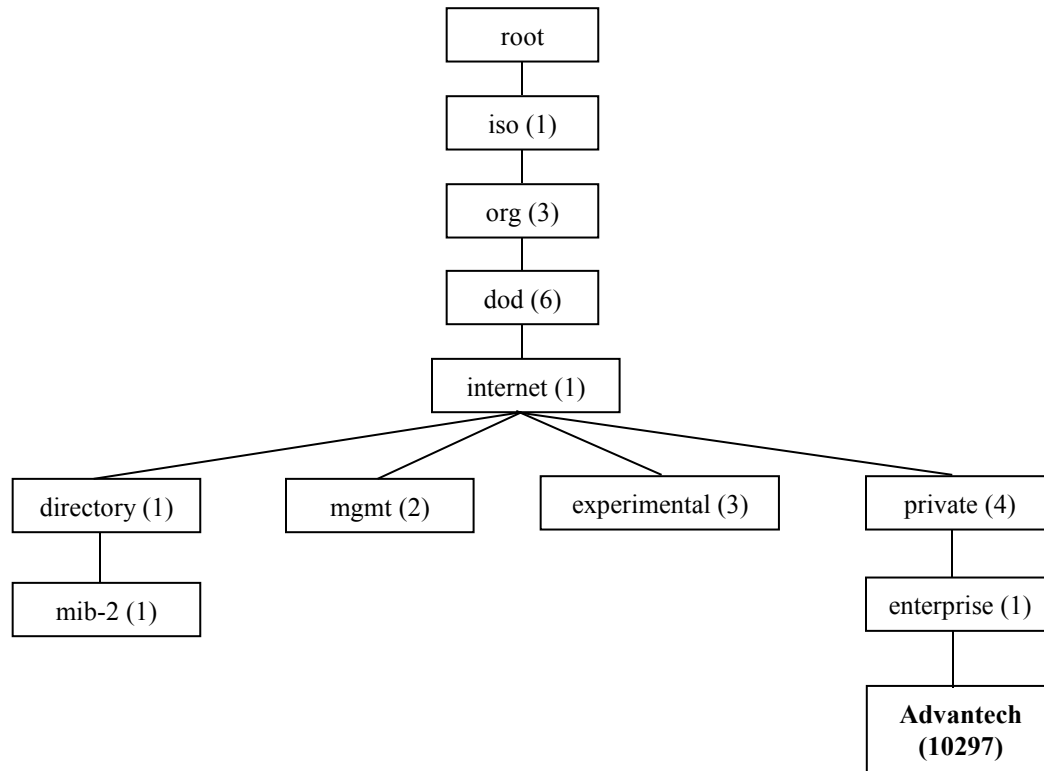 root
iso (1)
org (3)
dod (6)
internet (1)
directory (1)
mgmt (2)
experimental (3)
private (4)
mib-2 (1)
enterprise (1)
Advantech
(10297)